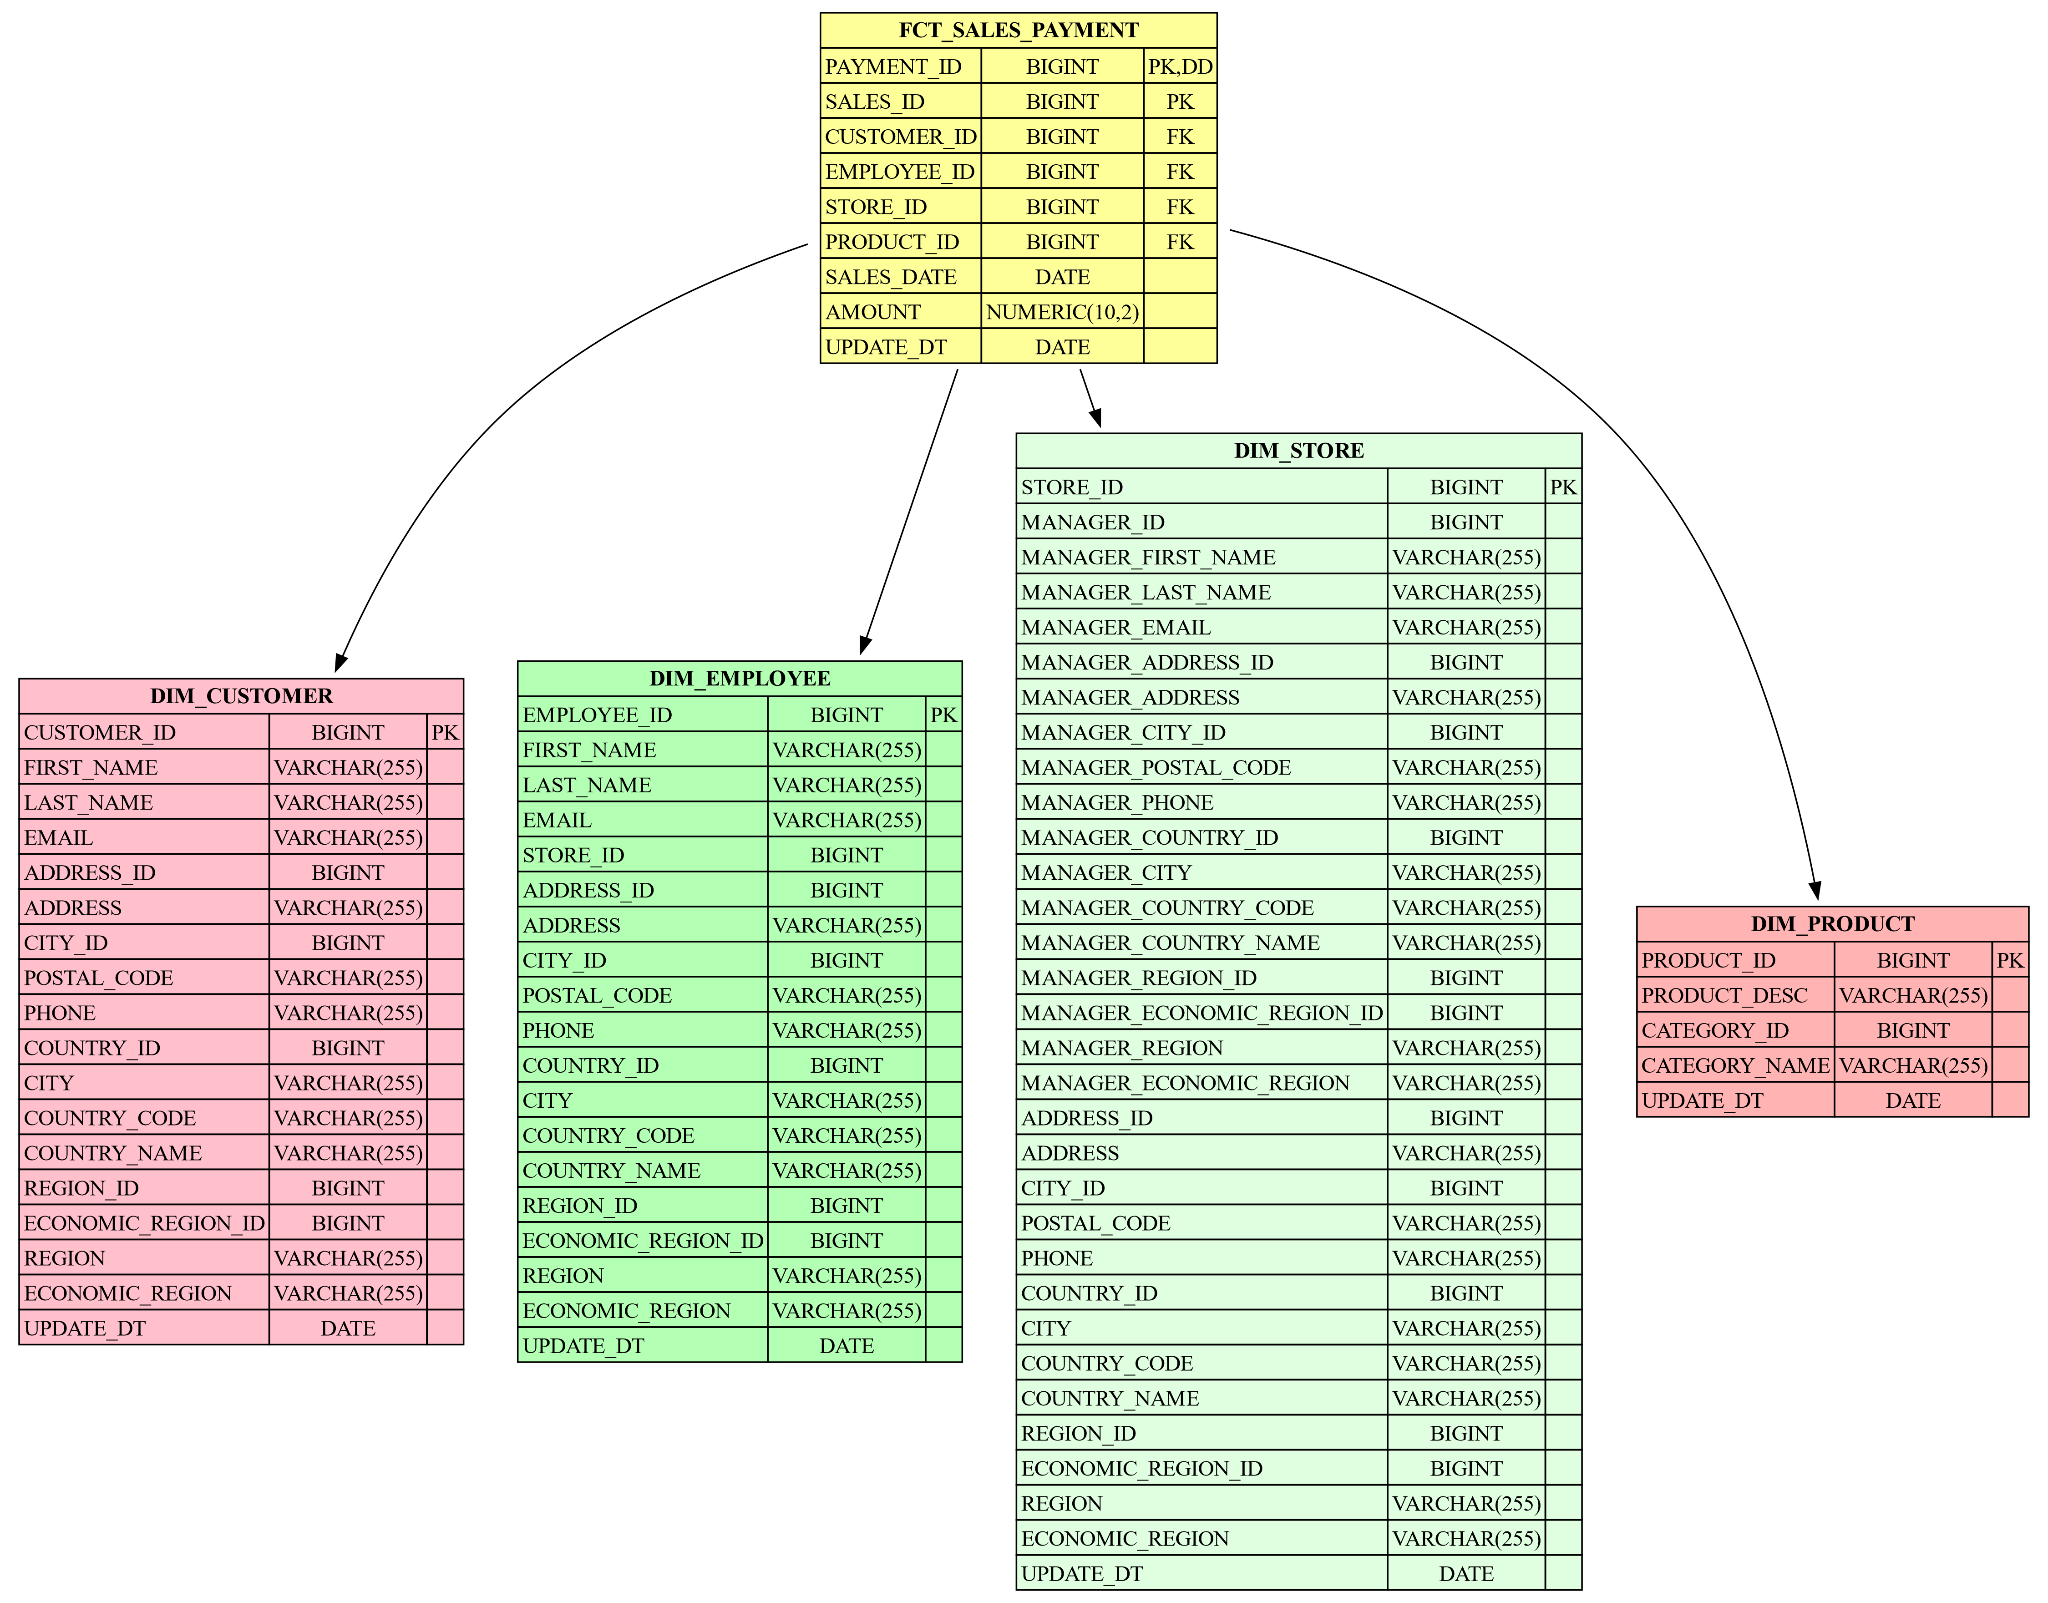 FCT_SALES_PAYMENT
PAYMENT_ID BIGINT PK,DD
SALES_ID BIGINT PK
CUSTOMER_ID BIGINT FK
EMPLOYEE_ID BIGINT FK
STORE_ID BIGINT FK
PRODUCT_ID BIGINT FK
SALES_DATE DATE
AMOUNT NUMERIC(10,2)
UPDATE_DT DATE
DIM_CUSTOMER
CUSTOMER_ID BIGINT PK
FIRST_NAME VARCHAR(255)
LAST_NAME VARCHAR(255)
EMAIL VARCHAR(255)
ADDRESS_ID BIGINT
ADDRESS VARCHAR(255)
CITY_ID BIGINT
POSTAL_CODE VARCHAR(255)
PHONE VARCHAR(255)
COUNTRY_ID BIGINT
CITY VARCHAR(255)
COUNTRY_CODE VARCHAR(255)
COUNTRY_NAME VARCHAR(255)
REGION_ID BIGINT
ECONOMIC_REGION_ID BIGINT
REGION VARCHAR(255)
ECONOMIC_REGION VARCHAR(255)
UPDATE_DT DATE
DIM_EMPLOYEE
EMPLOYEE_ID BIGINT PK
FIRST_NAME VARCHAR(255)
LAST_NAME VARCHAR(255)
EMAIL VARCHAR(255)
STORE_ID BIGINT
ADDRESS_ID BIGINT
ADDRESS VARCHAR(255)
CITY_ID BIGINT
POSTAL_CODE VARCHAR(255)
PHONE VARCHAR(255)
COUNTRY_ID BIGINT
CITY VARCHAR(255)
COUNTRY_CODE VARCHAR(255)
COUNTRY_NAME VARCHAR(255)
REGION_ID BIGINT
ECONOMIC_REGION_ID BIGINT
REGION VARCHAR(255)
ECONOMIC_REGION VARCHAR(255)
UPDATE_DT DATE
DIM_STORE
STORE_ID BIGINT PK
MANAGER_ID BIGINT
MANAGER_FIRST_NAME VARCHAR(255)
MANAGER_LAST_NAME VARCHAR(255)
MANAGER_EMAIL VARCHAR(255)
MANAGER_ADDRESS_ID BIGINT
MANAGER_ADDRESS VARCHAR(255)
MANAGER_CITY_ID BIGINT
MANAGER_POSTAL_CODE VARCHAR(255)
MANAGER_PHONE VARCHAR(255)
MANAGER_COUNTRY_ID BIGINT
MANAGER_CITY VARCHAR(255)
MANAGER_COUNTRY_CODE VARCHAR(255)
MANAGER_COUNTRY_NAME VARCHAR(255)
MANAGER_REGION_ID BIGINT
MANAGER_ECONOMIC_REGION_ID BIGINT
MANAGER_REGION VARCHAR(255)
MANAGER_ECONOMIC_REGION VARCHAR(255)
ADDRESS_ID BIGINT
ADDRESS VARCHAR(255)
CITY_ID BIGINT
POSTAL_CODE VARCHAR(255)
PHONE VARCHAR(255)
COUNTRY_ID BIGINT
CITY VARCHAR(255)
COUNTRY_CODE VARCHAR(255)
COUNTRY_NAME VARCHAR(255)
REGION_ID BIGINT
ECONOMIC_REGION_ID BIGINT
REGION VARCHAR(255)
ECONOMIC_REGION VARCHAR(255)
UPDATE_DT DATE
DIM_PRODUCT
PRODUCT_ID BIGINT PK
PRODUCT_DESC VARCHAR(255)
CATEGORY_ID BIGINT
CATEGORY_NAME VARCHAR(255)
UPDATE_DT DATE